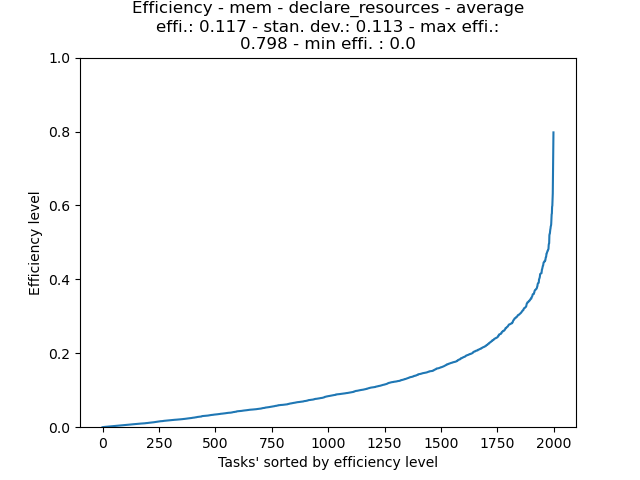 Efficiency - mem - declare_resources - average
effi.: 0.117 - stan. dev.: 0.113 - max effi.:
0.798 - min effi. : 0.0
1.0
0.8
0.6
0.4
0.2
0.0
Efficiency level
0 250 500 750 1000 1250 1500 1750 2000
Tasks' sorted by efficiency level